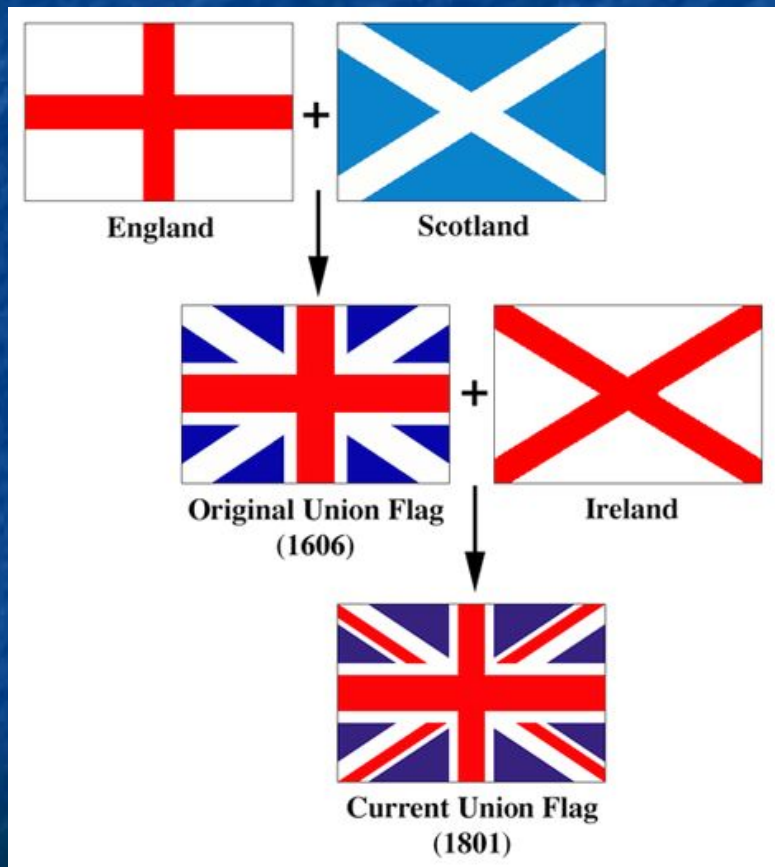 England
Scotland
Original Union Flag
(1606)
Ireland
Current Union Flag
(1801)